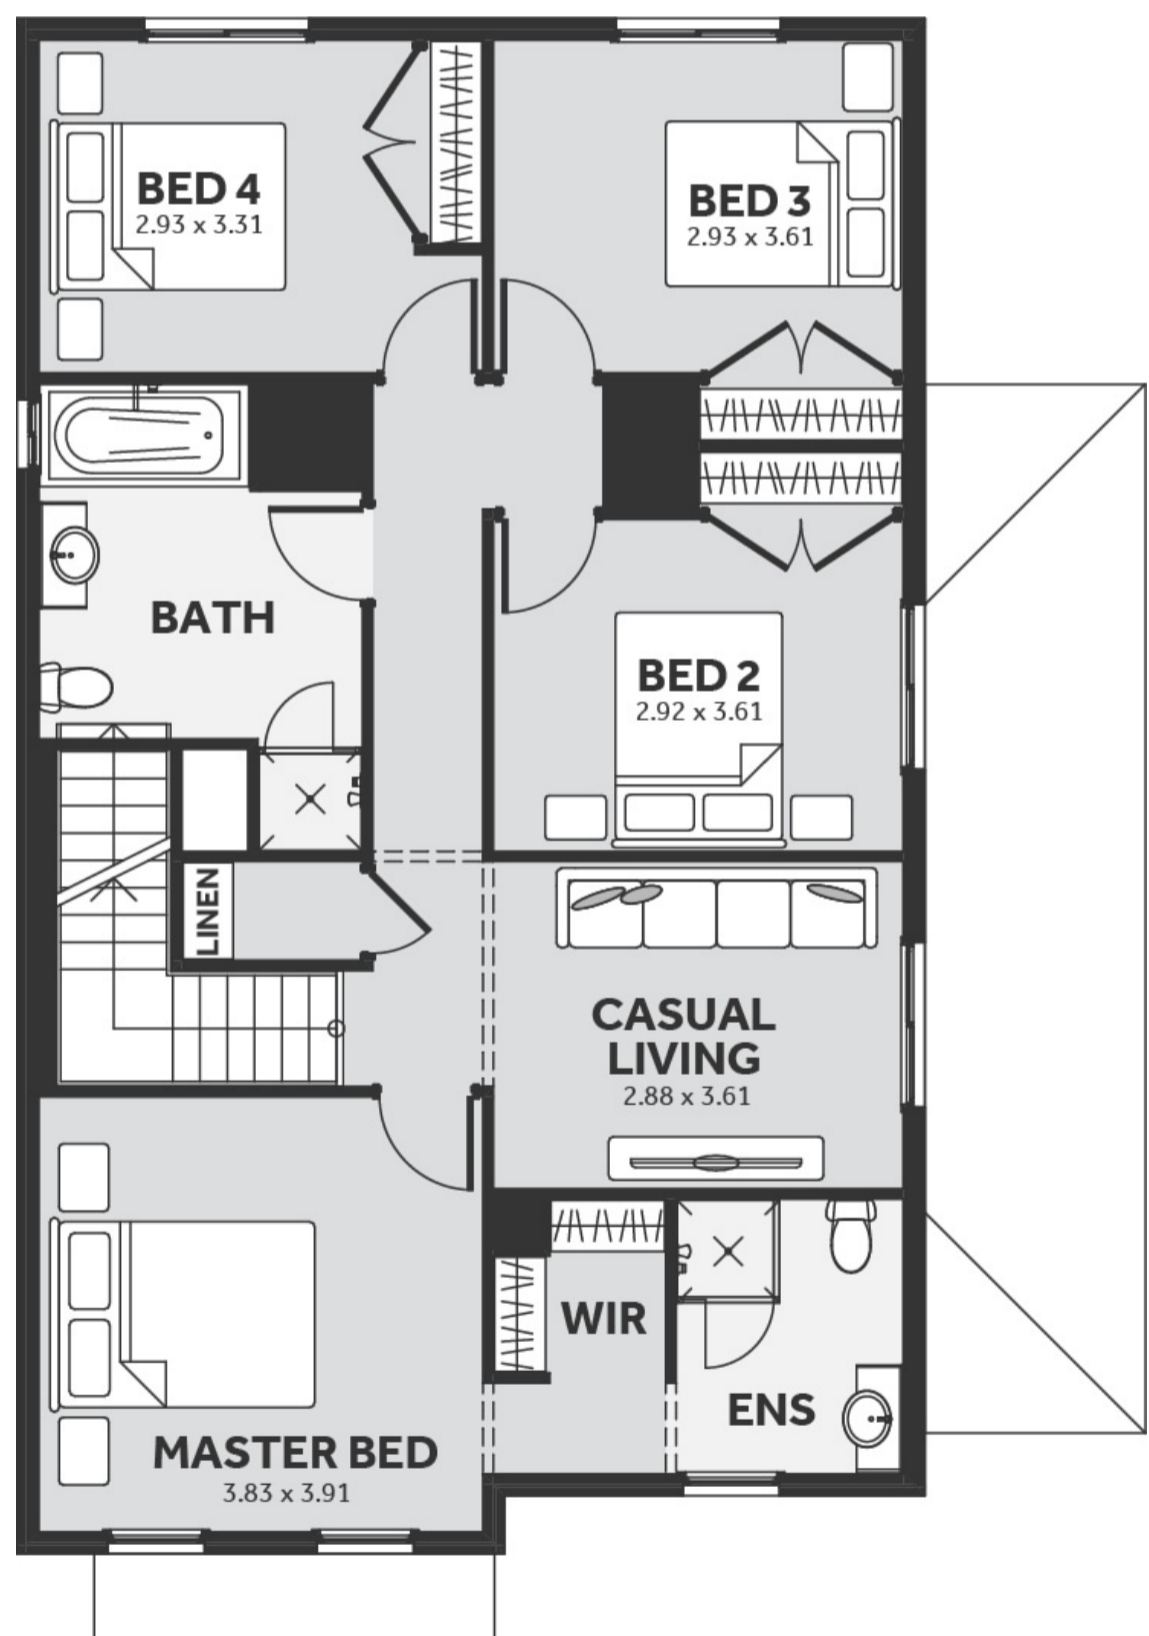 BED 4
2.93 x 3.31
BED 3
2.93 x 3.61
BATH
BED 2
2.92 x 3.61
LINEN
CASUAL
LIVING
2.88 x 3.61
WIR
ENS
MASTER BED
3.83 x 3.91